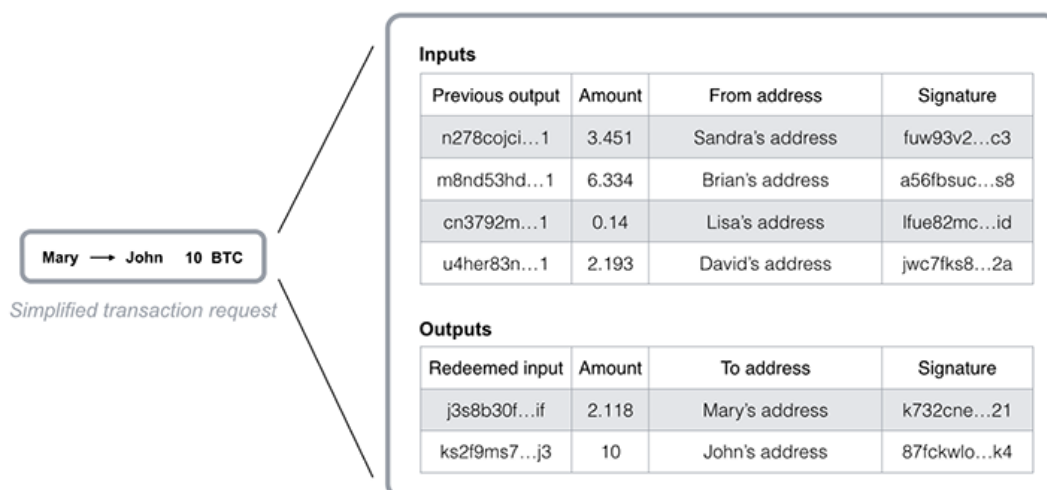 Inputs
Previous output Amount From address Signature
n278cojci...1 3.451 Sandra's address fuw93v2...c3
m8nd53hd...1 6.334 Brian's address a56fbsuc...s8
cn3792m...1 0.14 Lisa's address lfue82mc...id
u4her83n...1 2.193 David's address jwc7fks8...2a
Mary → John 10 BTC
Simplified transaction request
Outputs
Redeemed input Amount To address Signature
j3s8b30f...if 2.118 Mary's address k732cne...21
ks2f9ms7...j3 10 John's address 87fckwlo...k4